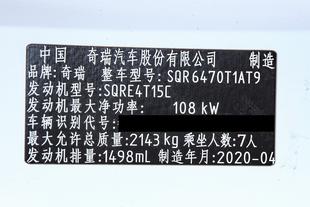 中国 奇瑞汽车股份有限公司 制造
品牌:奇瑞 整车型号:SQR6470T1AT9
发动机型号:SQRE4T15C
发动机最大净功率: 108 kW
车辆识别代号:
最大允许总质量:2143 kg 乘坐人数:7人
发动机排量:1498mL 制造年月:2020-04